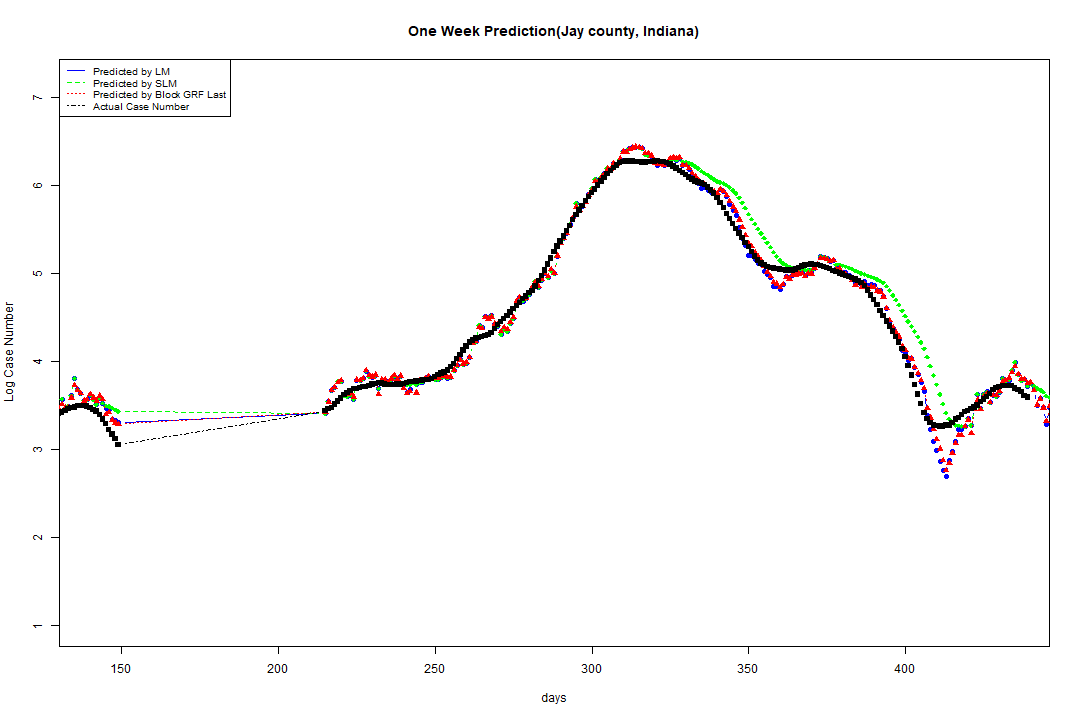 One Week Prediction(Jay county, Indiana)
Predicted by LM
Predicted by SLM
Predicted by Block GRF Last
Actual Case Number
7
6
5
4
3
2
1
Log Case Number
150 200 250 300 350 400
days